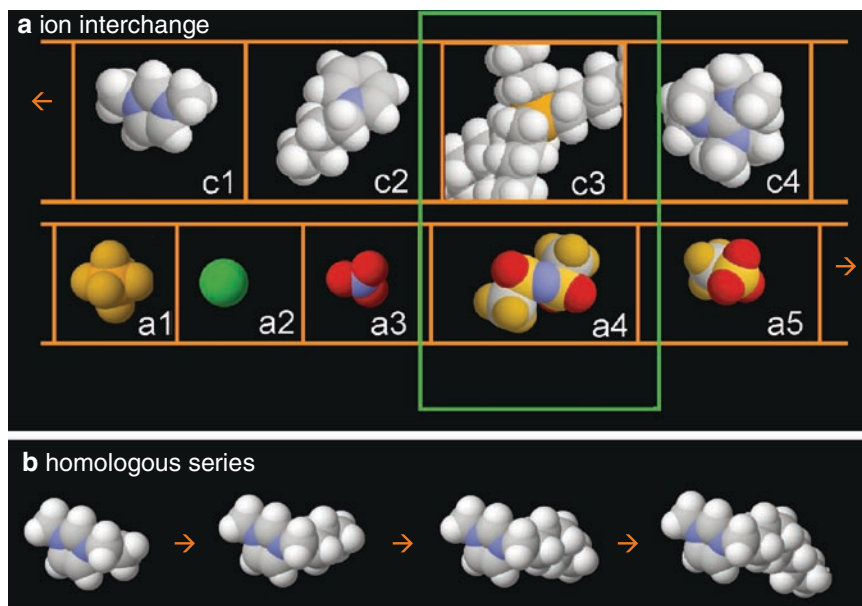 a ion interchange
c1 c2 c3 c4
a1 a2 a3 a4 a5
b homologous series